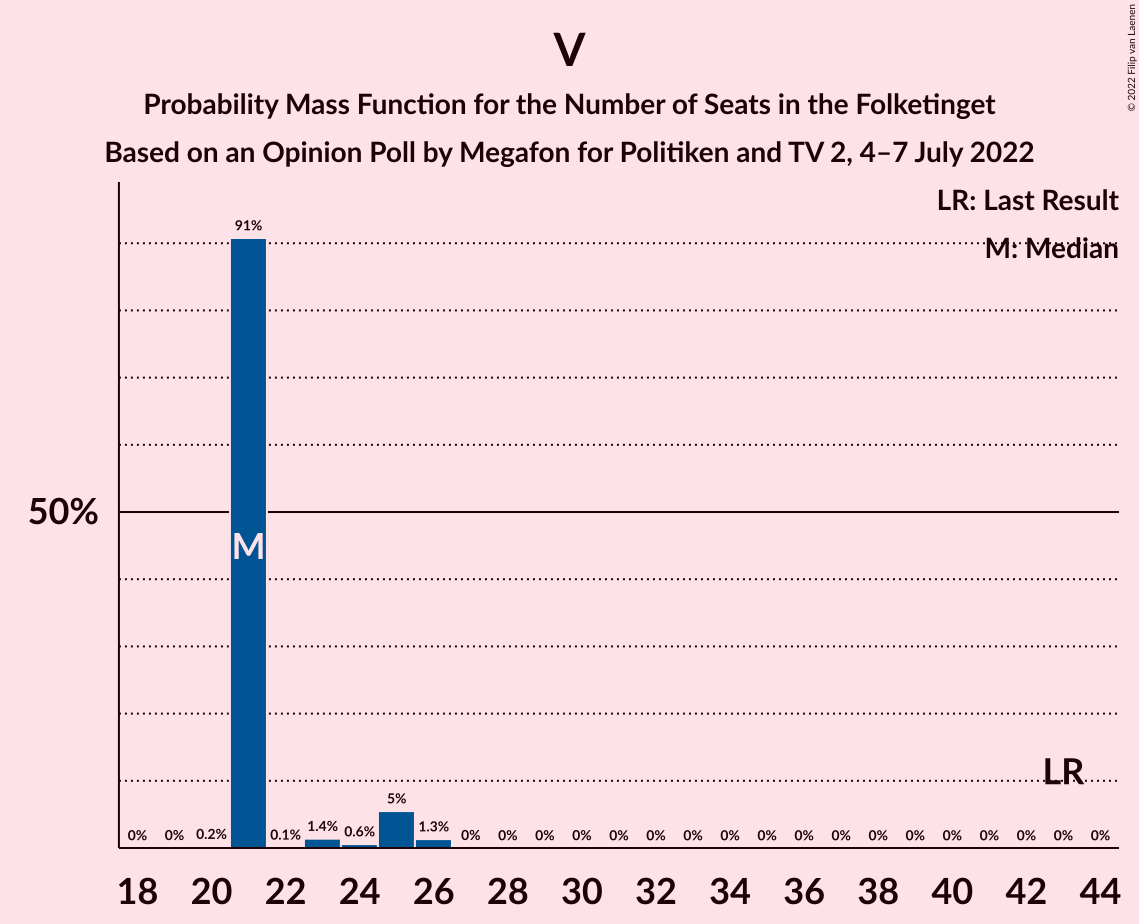 V
Probability Mass Function for the Number of Seats in the Folketinget
Based on an Opinion Poll by Megafon for Politiken and TV 2, 4–7 July 2022
© 2022 Filip van Laenen
LR: Last Result
M: Median
91%
50%
M
LR
0% 0% 0.2% 0.1% 1.4% 0.6% 5% 1.3% 0% 0% 0% 0% 0% 0% 0% 0% 0% 0% 0% 0% 0% 0% 0% 0% 0% 0%
18 20 22 24 26 28 30 32 34 36 38 40 42 44